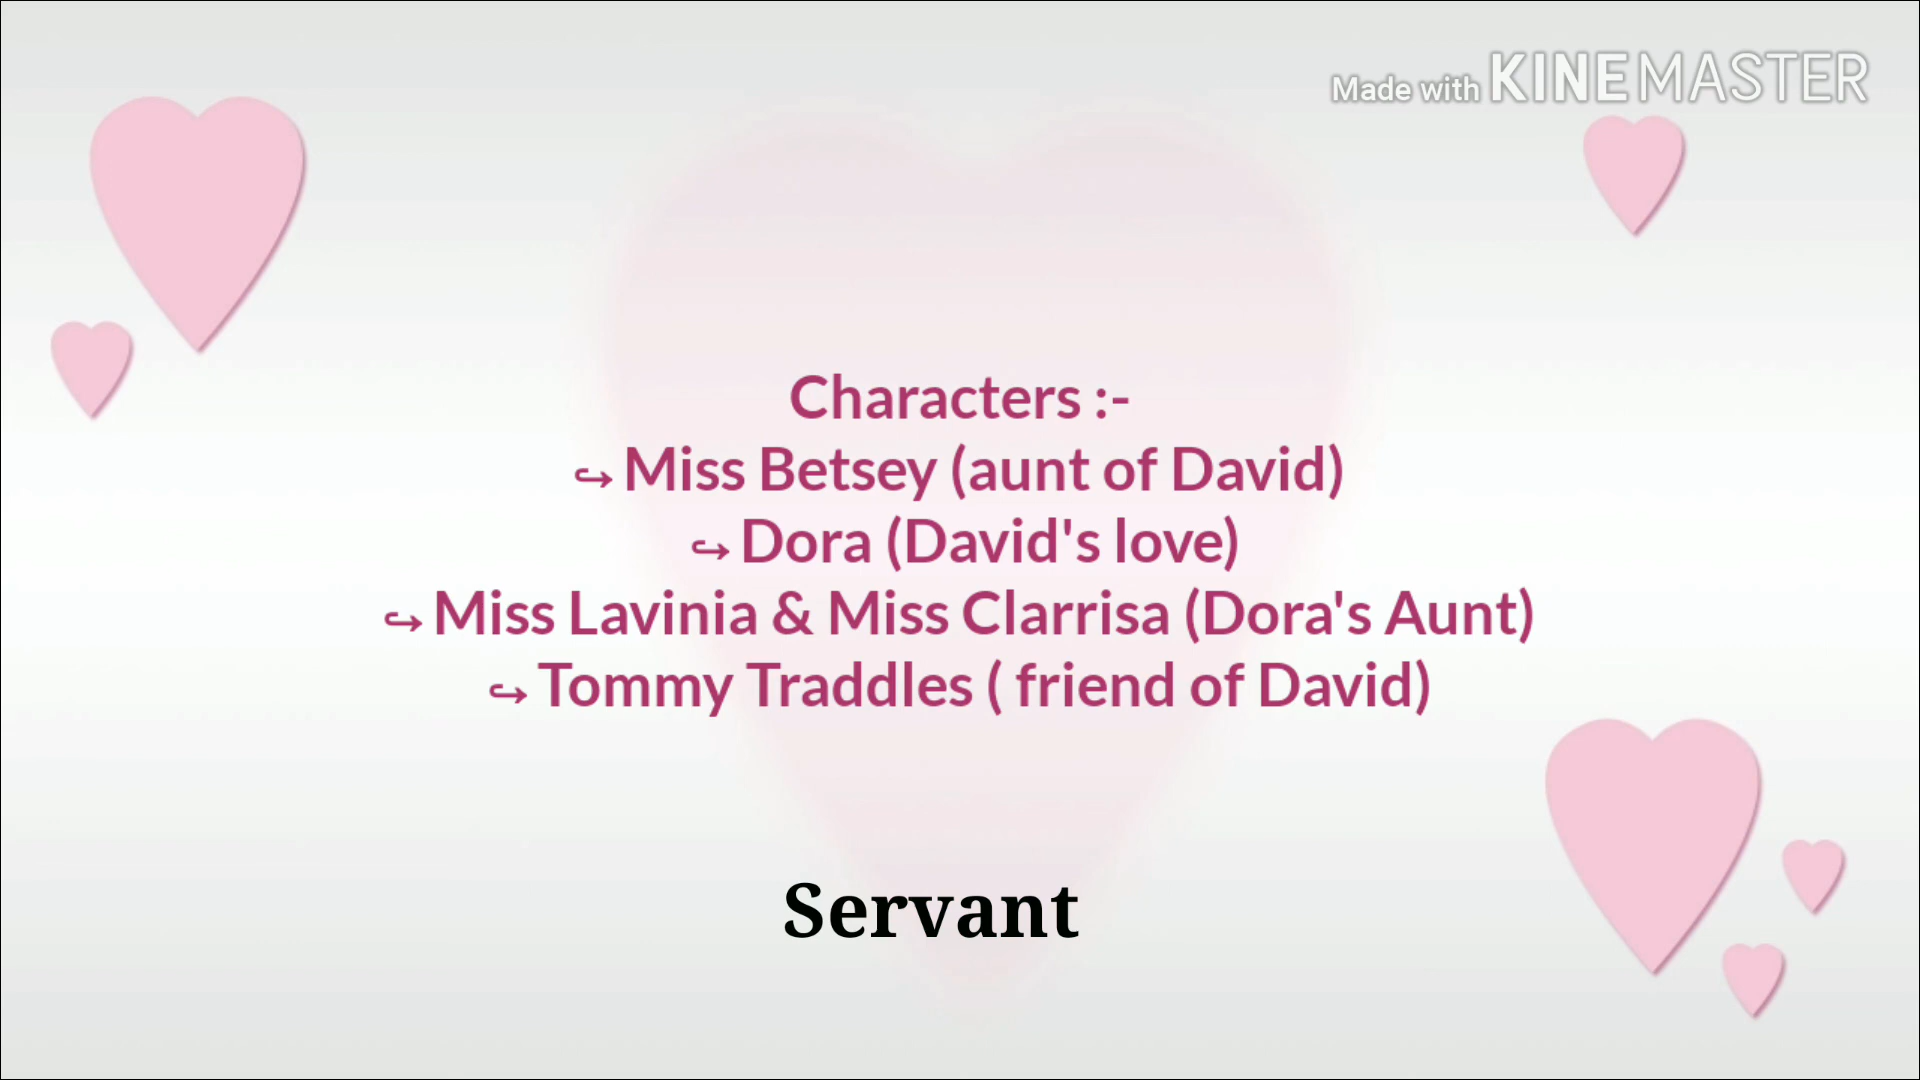 Made with KINEMASTER
Characters :-
↪ Miss Betsey (aunt of David)
↪ Dora (David's love)
↪ Miss Lavinia & Miss Clarrisa (Dora's Aunt)
↪ Tommy Traddles ( friend of David)
Servant